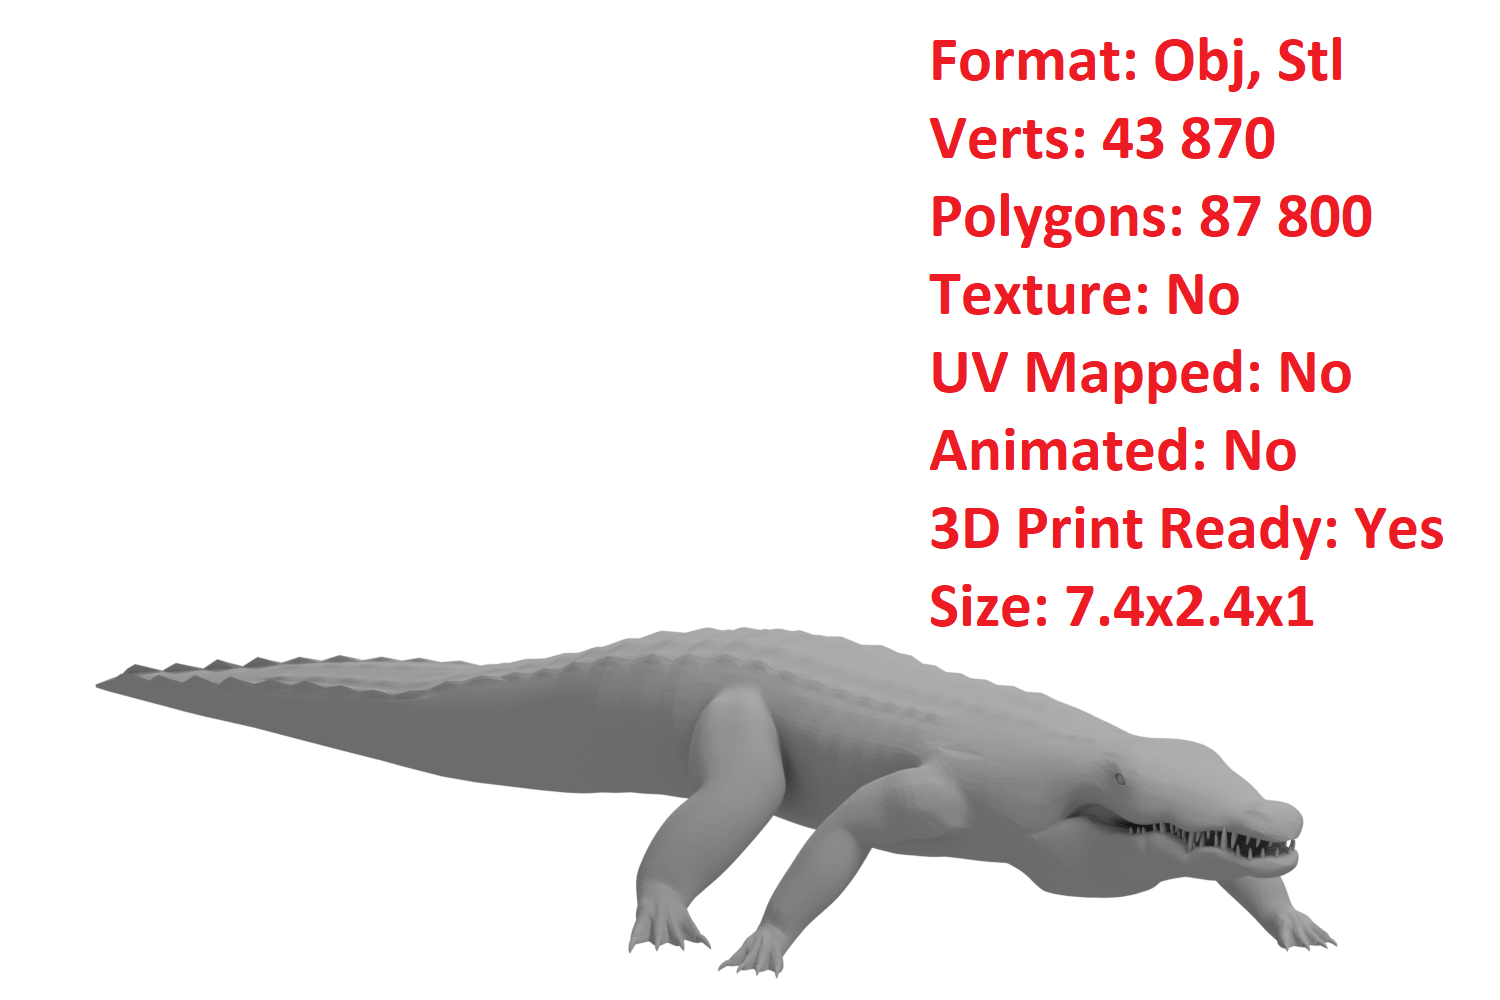 Format: Obj, Stl
Verts: 43 870
Polygons: 87 800
Texture: No
UV Mapped: No
Animated: No
3D Print Ready: Yes
Size: 7.4x2.4x1